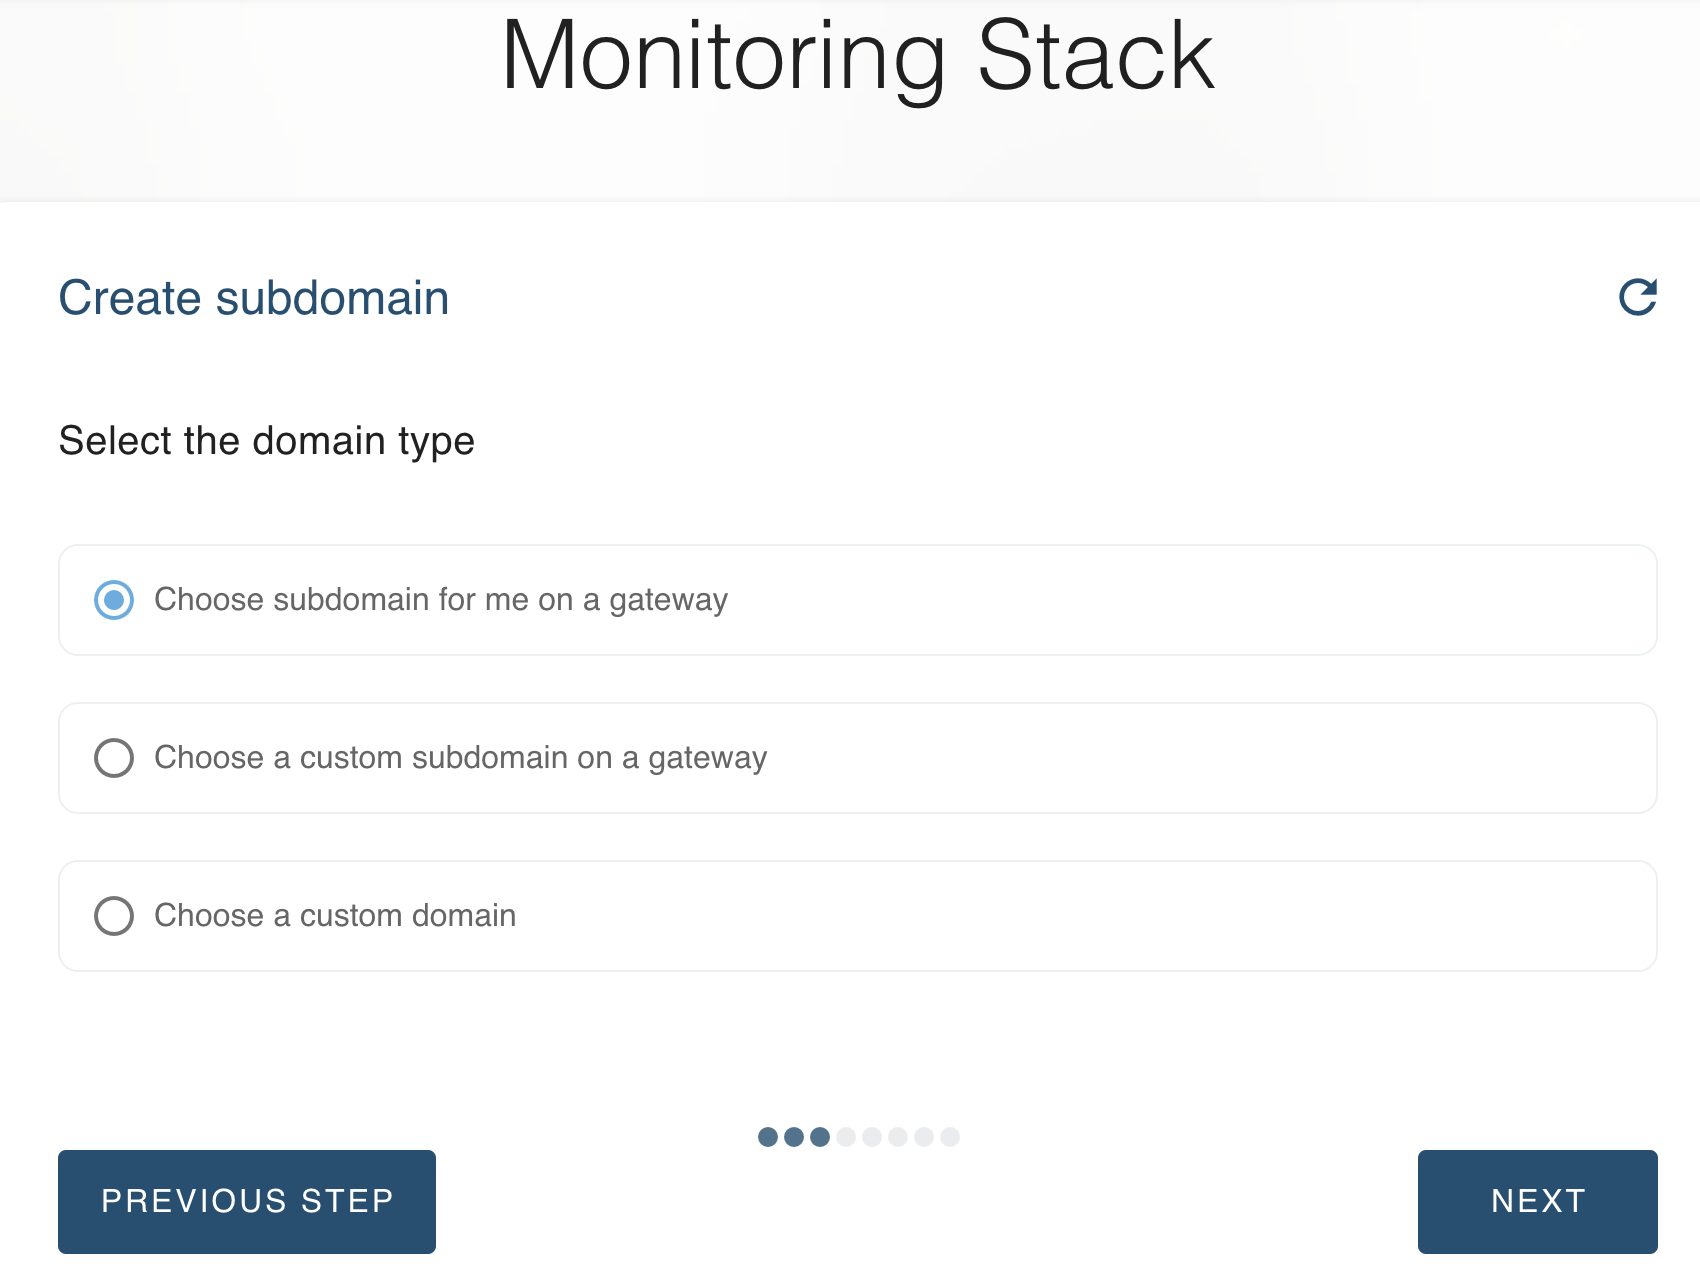 Monitoring Stack
Create subdomain
Select the domain type
Choose subdomain for me on a gateway
Choose a custom subdomain on a gateway
Choose a custom domain
PREVIOUS STEP
NEXT